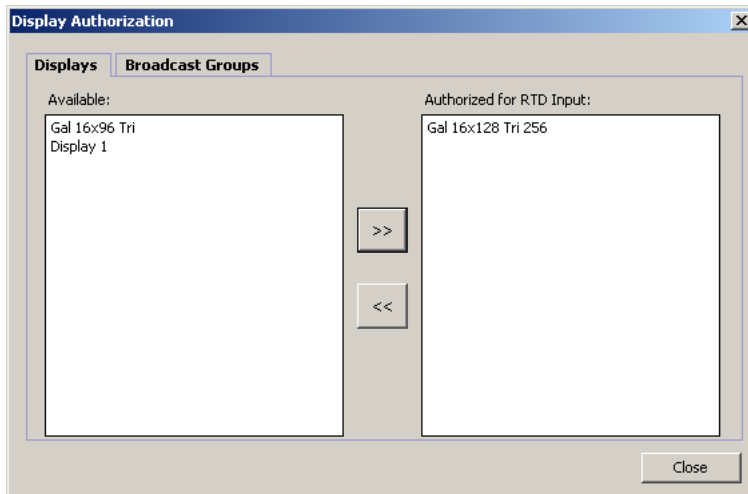 Display Authorization
Displays
Broadcast Groups
Available:
Authorized for RTD Input:
Gal 16x96 Tri
Display 1
Gal 16x128 Tri 256
>>
<<
Close